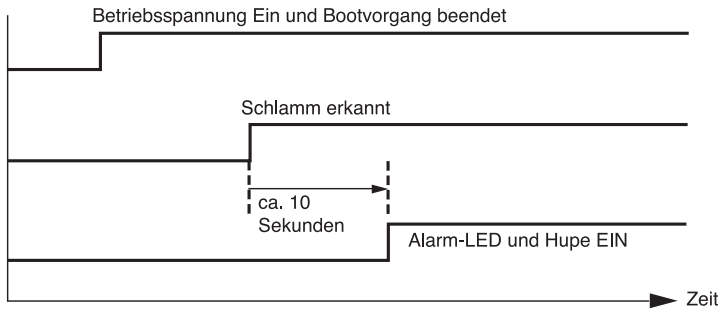 Betriebsspannung Ein und Bootvorgang beendet
Schlamm erkannt
ca. 10
Sekunden
Alarm-LED und Hupe EIN
Zeit